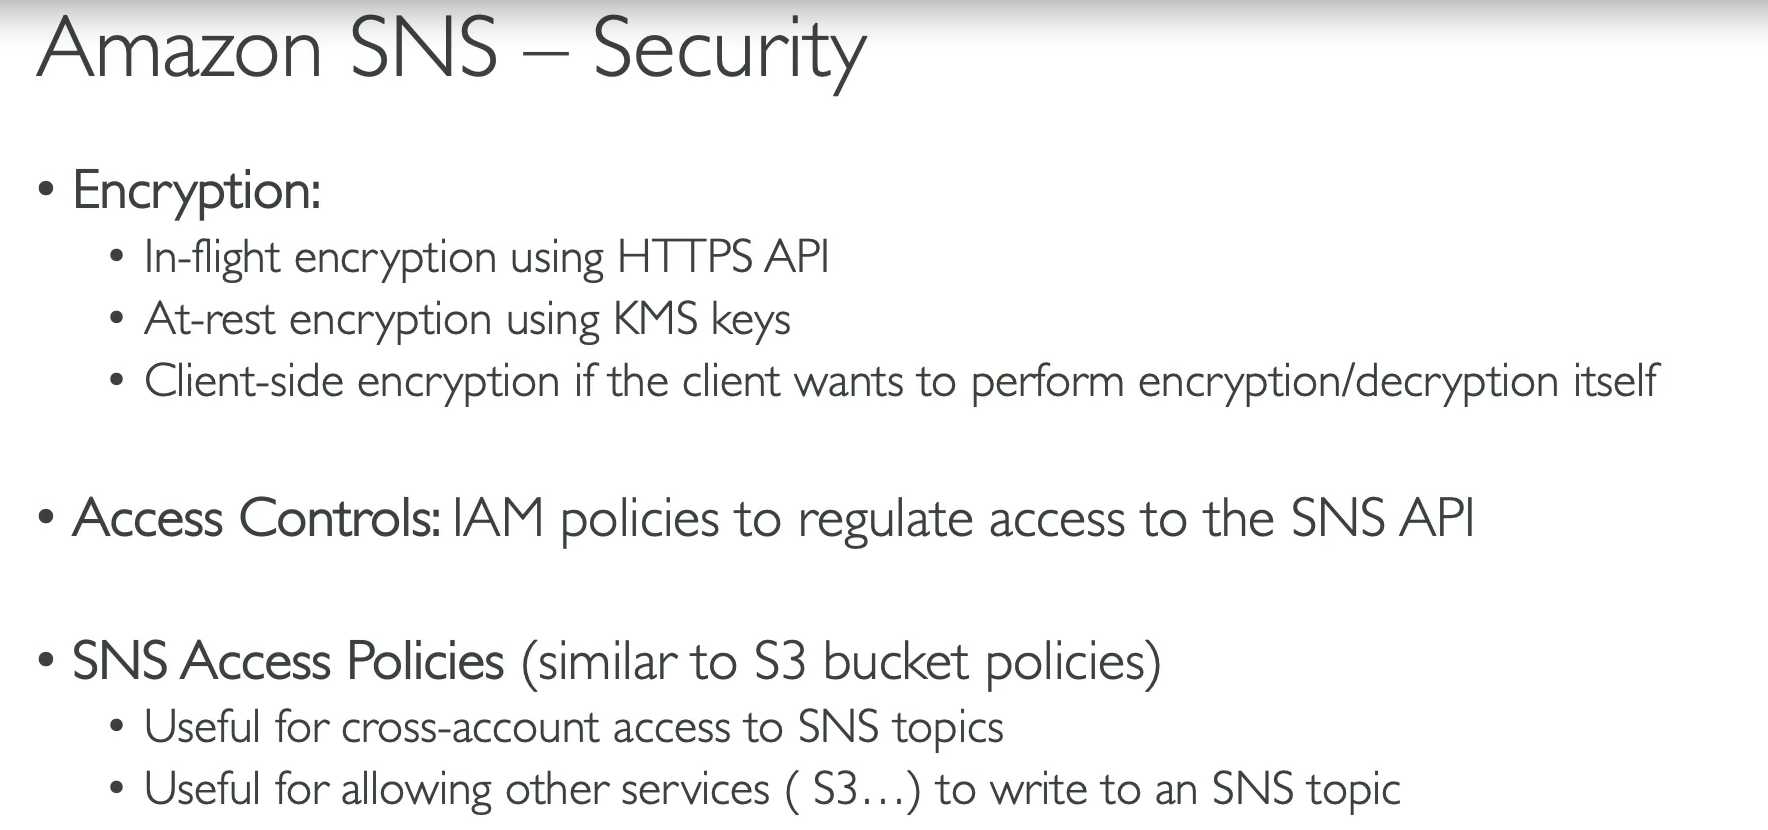 Amazon SNS – Security
• Encryption:
• In-flight encryption using HTTPS API
• At-rest encryption using KMS keys
• Client-side encryption if the client wants to perform encryption/decryption itself
• Access Controls: IAM policies to regulate access to the SNS API
• SNS Access Policies (similar to S3 bucket policies)
• Useful for cross-account access to SNS topics
• Useful for allowing other services ( S3…) to write to an SNS topic